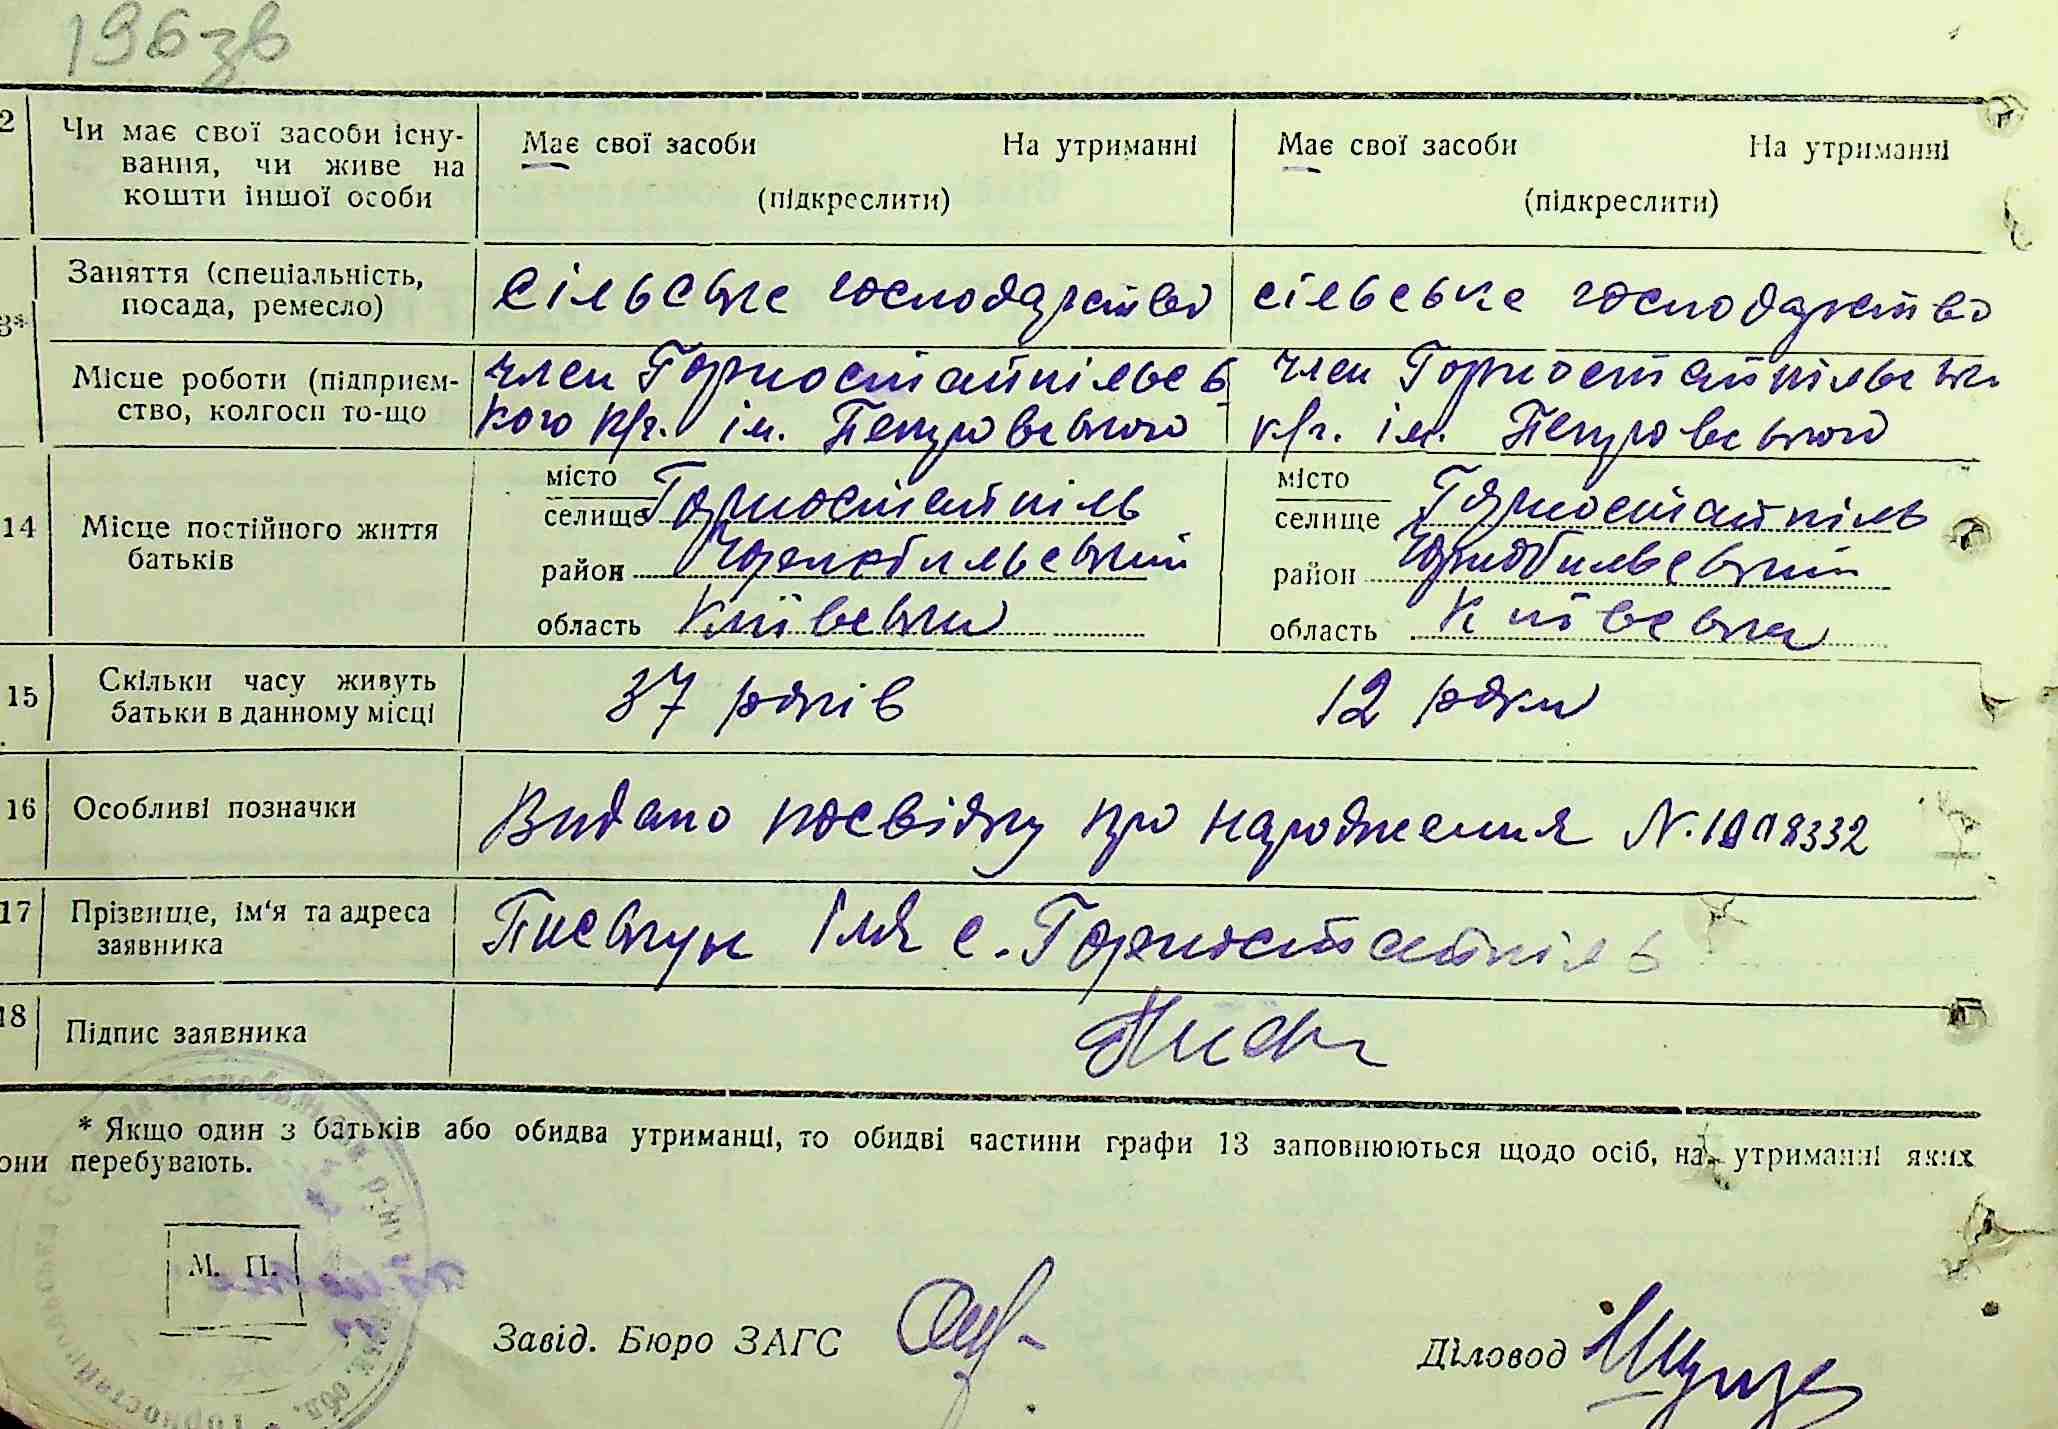 196зв
2 Чи має свої засоби існу- Має свої засоби На утриманні Має свої засоби На утриманні
вання, чи живе на
кошти іншої особи (підкреслити) (підкреслити)
Заняття (спеціальність, сільське господарство сільське господарство
посада, ремесло)
3*
Місце роботи (підприєм- член Горностайпільсь член Горностайпільськ.
ство, колгосп то-що кого к/г. ім. Петровського к/г. ім. Петровського
14 Місце постійного життя місто Горностайпіль місто Горностайпіль
батьків селище селище
район Чорнобильський район Чорнобильський
область Київська область Київська
15 Скільки часу живуть 37 років 12 роки
батьки в данному місці
16 Особливі позначки Видано посвідку про народження N.
17 Прізвище, ім'я та адреса Іля с. Горностайпіль
заявника
18 Підпис заявника
* Якщо один з батьків або обидва утриманці, то обидві частини графи 13 заповнюються щодо осіб, на утриманні яких
они перебувають.
М. П.
Завід. Бюро ЗАГС Діловод